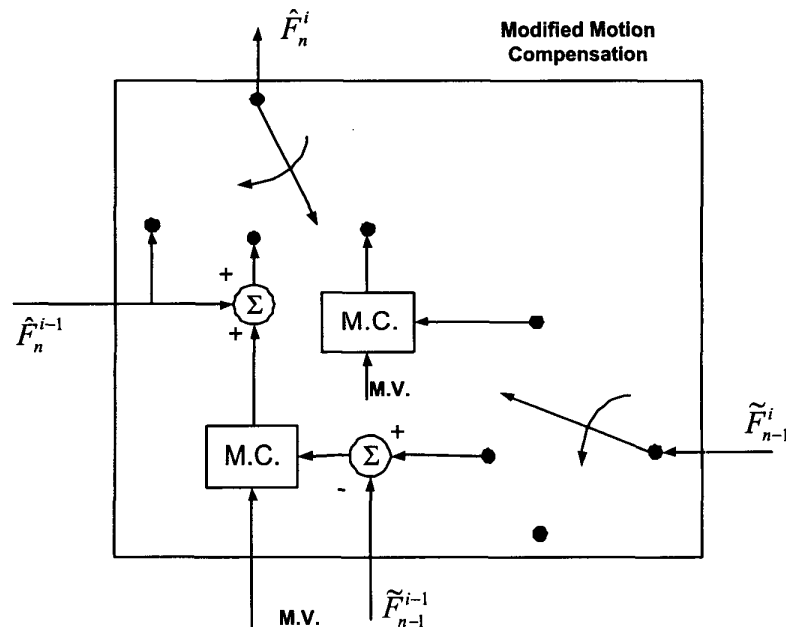 F̂ₙⁱ
Modified Motion
Compensation
+
Σ
+
F̂ₙⁱ⁻¹
M.C.
M.V.
M.C.
Σ
+
-
F̃ₙ₋₁ⁱ
M.V.
F̃ₙ₋₁ⁱ⁻¹